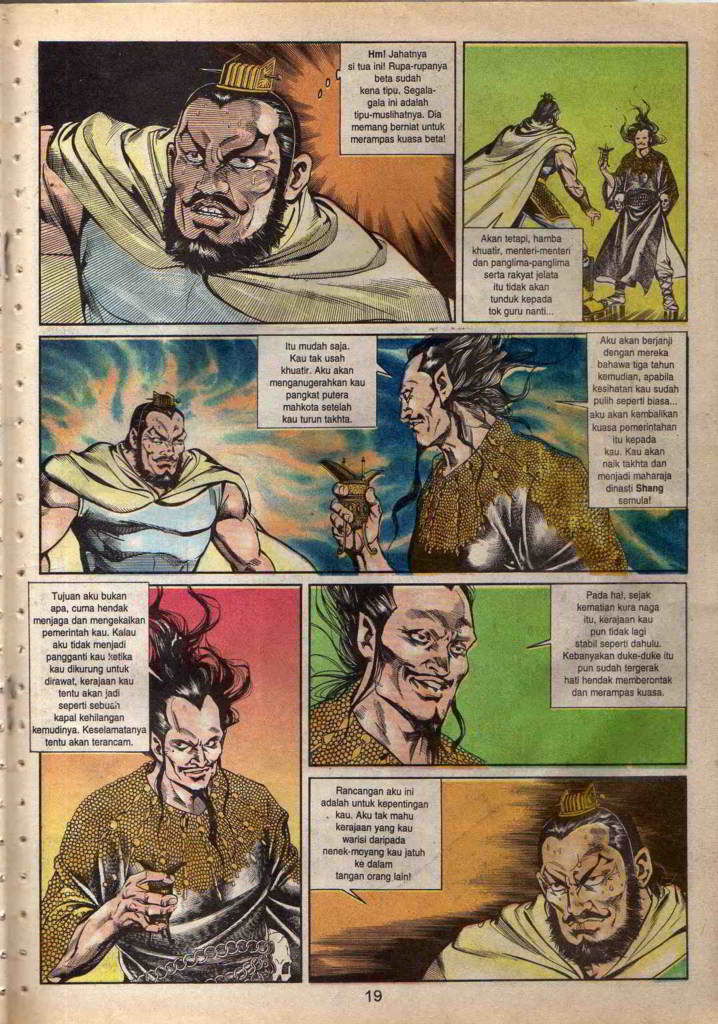 Hm! Jahatnya
si tua ini! Rupa-rupanya
beta sudah
kena tipu. Segala-
gala ini adalah
tipu-muslihatnya. Dia
memang berniat untuk
merampas kuasa beta!
Akan tetapi, hamba
khuatir, menteri-menteri
dan panglima-panglima
serta rakyat jelata
itu tidak akan
tunduk kepada
tok guru nanti...
Itu mudah saja.
Kau tak usah
khuatir. Aku akan
menganugerahkan kau
pangkat putera
mahkota setelah
kau turun takhta.
Aku akan berjanji
dengan mereka
bahawa tiga tahun
kemudian, apabila
kesihatan kau sudah
pulih seperti biasa...
aku akan kembalikan
kuasa pemerintahan
itu kepada
kau. Kau akan
naik takhta dan
menjadi maharaja
dinasti Shang
semula!
Tujuan aku bukan
apa, cuma hendak
menjaga dan mengekalkan
pemerintah kau. Kalau
aku tidak menjadi
pangganti kau ketika
kau dikurung untuk
dirawat, kerajaan kau
tentu akan jadi
seperti sebuah
kapal kehilangan
kemudinya. Keselamatanya
tentu akan terancam.
Pada hal, sejak
kematian kura naga
itu, kerajaan kau
pun tidak lagi
stabil seperti dahulu.
Kebanyakan duke-duke itu
pun sudah tergerak
hati hendak memberontak
dan merampas kuasa.
Rancangan aku ini
adalah untuk kepentingan
kau. Aku tak mahu
kerajaan yang kau
warisi daripada
nenek-moyang kau jatuh
ke dalam
tangan orang lain!
19